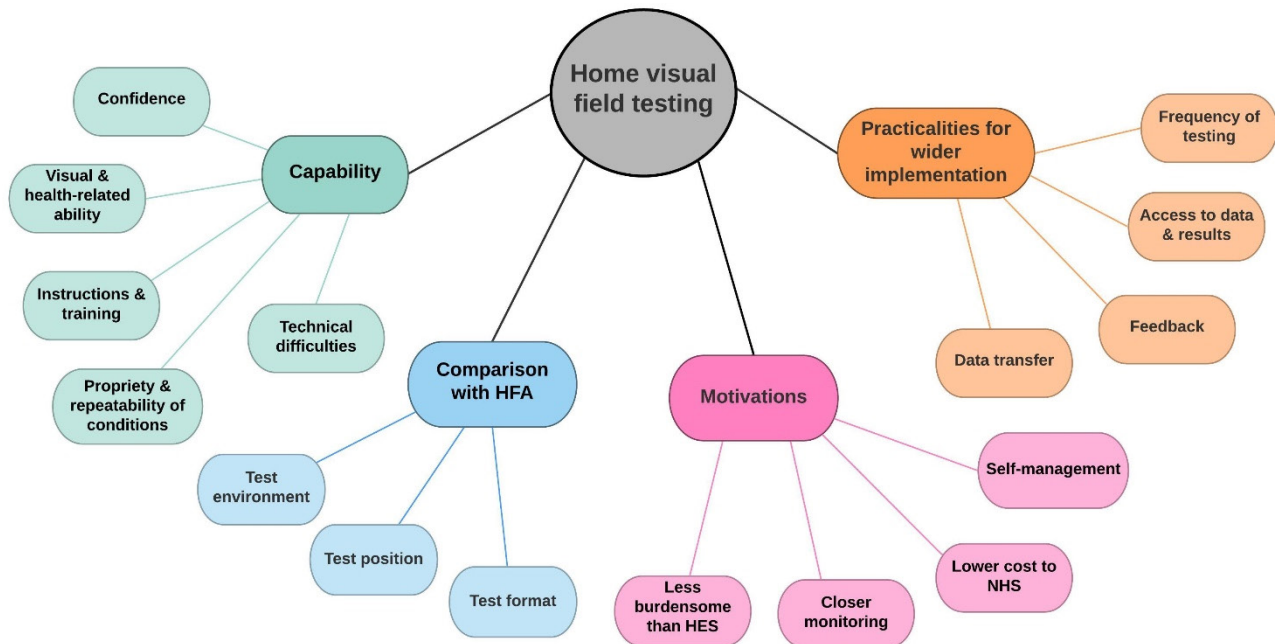 Home visual
field testing
Confidence
Capability
Visual &
health-related
ability
Instructions &
training
Propriety &
repeatability of
conditions
Technical
difficulties
Comparison
with HFA
Test
environment
Test position
Test format
Motivations
Less
burdensome
than HES
Closer
monitoring
Lower cost to
NHS
Self-management
Practicalities for
wider
implementation
Frequency of
testing
Access to data
& results
Feedback
Data transfer